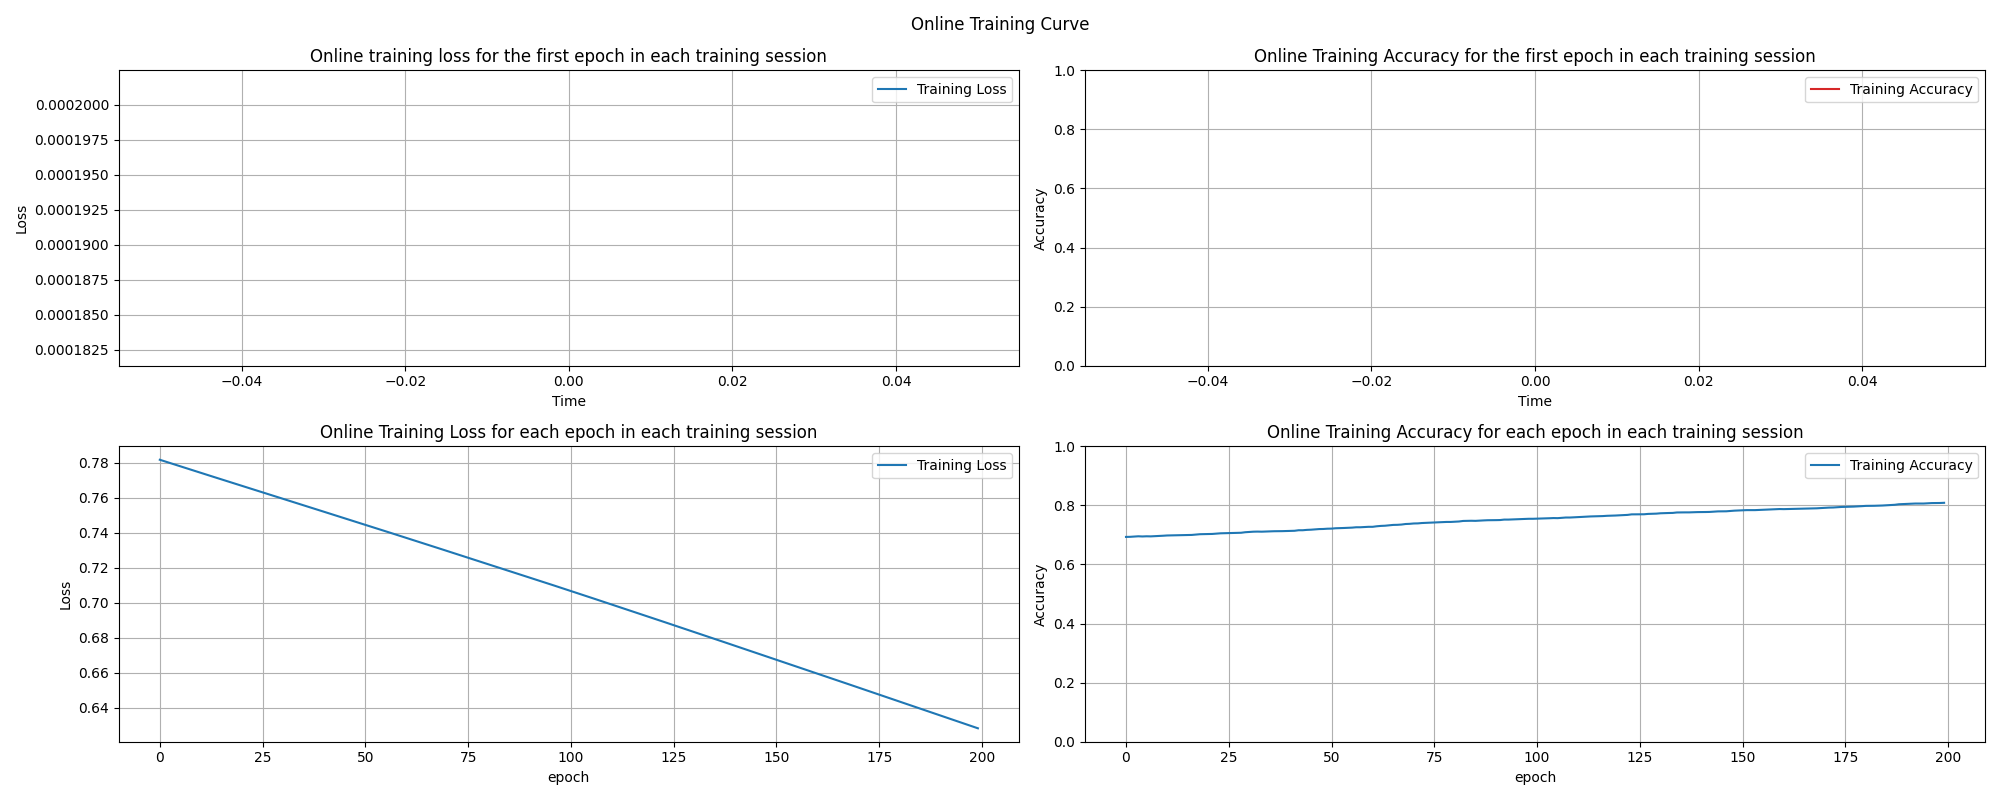 Online Training Curve
Online training loss for the first epoch in each training session
Training Loss
0.0002000
0.0001975
0.0001950
0.0001925
0.0001900
0.0001875
0.0001850
0.0001825
Loss
−0.04 −0.02 0.00 0.02 0.04
Time
Online Training Accuracy for the first epoch in each training session
Training Accuracy
1.0
0.8
0.6
0.4
0.2
0.0
Accuracy
−0.04 −0.02 0.00 0.02 0.04
Time
Online Training Loss for each epoch in each training session
Training Loss
0.78
0.76
0.74
0.72
0.70
0.68
0.66
0.64
Loss
0 25 50 75 100 125 150 175 200
epoch
Online Training Accuracy for each epoch in each training session
Training Accuracy
1.0
0.8
0.6
0.4
0.2
0.0
Accuracy
0 25 50 75 100 125 150 175 200
epoch